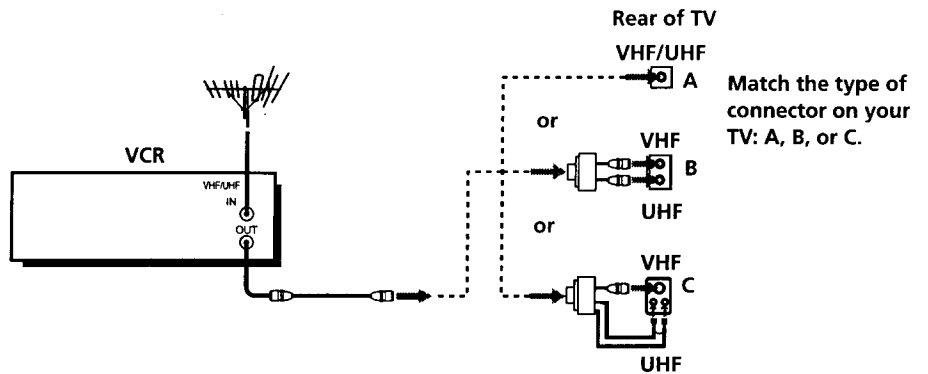 Rear of TV
VHF/UHF
A
Match the type of
connector on your
TV: A, B, or C.
or
VCR
VHF
B
VHF/UHF
IN
UHF
OUT
or
VHF
C
UHF